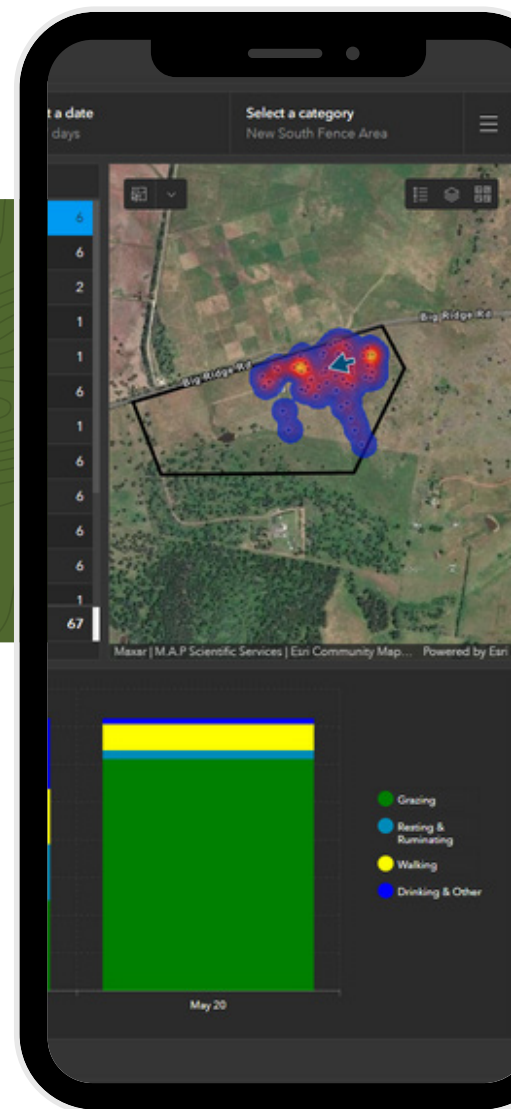 t a date
days
Select a category
New South Fence Area
6
6
2
1
1
6
1
6
6
6
6
1
67
Big Ridge Rd
Big Ridge Rd
Maxar | M.A.P Scientific Services | Esri Community Map... Powered by Esri
Grazing
Resting &
Ruminating
Walking
Drinking & Other
May 20